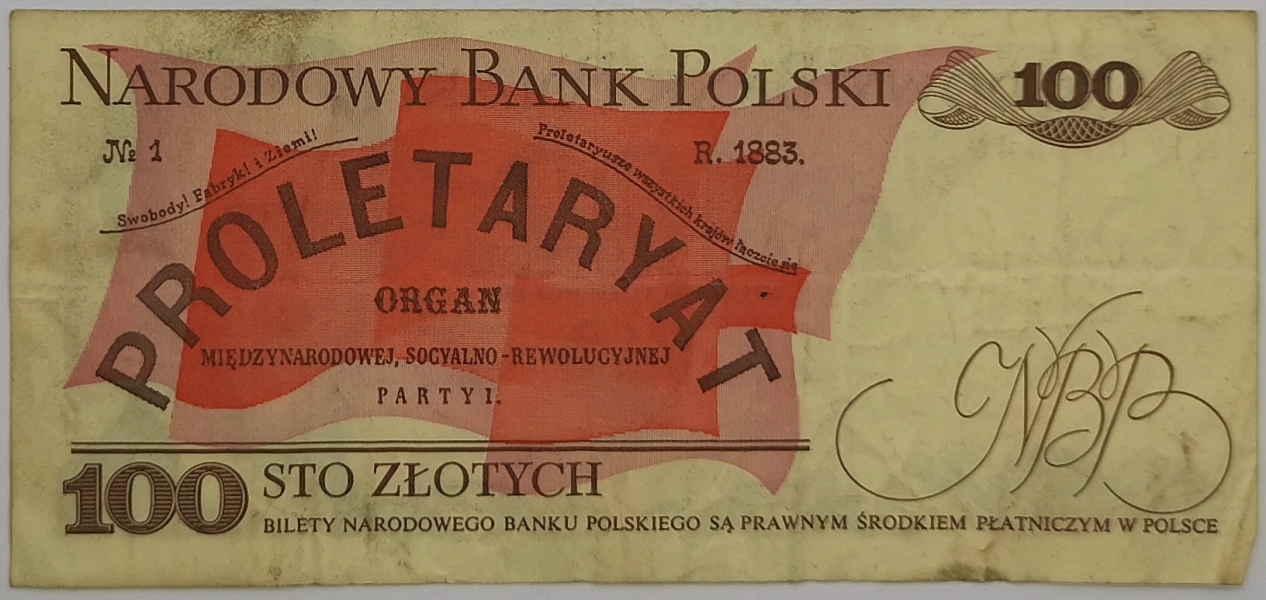 NARODOWY BANK POLSKI
100
№ 1
R. 1883.
Swobody! Fabryk! i Ziemi!
Proletaryusze wszystkich krajów łączcie się
PROLETARYAT
ORGAN
MIĘDZYNARODOWEJ, SOCYALNO-REWOLUCYJNEJ
PARTYI.
NBP
100
STO ZŁOTYCH
BILETY NARODOWEGO BANKU POLSKIEGO SĄ PRAWNYM ŚRODKIEM PŁATNICZYM W POLSCE